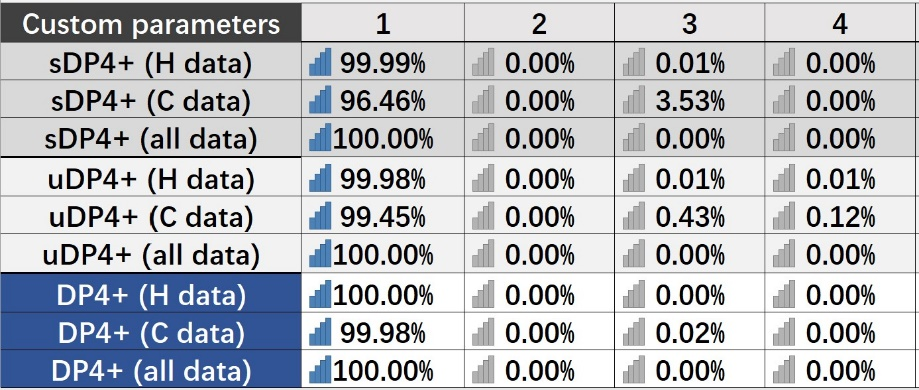 Custom parameters 1 2 3 4
sDP4+ (H data) 99.99% 0.00% 0.01% 0.00%
sDP4+ (C data) 96.46% 0.00% 3.53% 0.00%
sDP4+ (all data) 100.00% 0.00% 0.00% 0.00%
uDP4+ (H data) 99.98% 0.00% 0.01% 0.01%
uDP4+ (C data) 99.45% 0.00% 0.43% 0.12%
uDP4+ (all data) 100.00% 0.00% 0.00% 0.00%
DP4+ (H data) 100.00% 0.00% 0.00% 0.00%
DP4+ (C data) 99.98% 0.00% 0.02% 0.00%
DP4+ (all data) 100.00% 0.00% 0.00% 0.00%